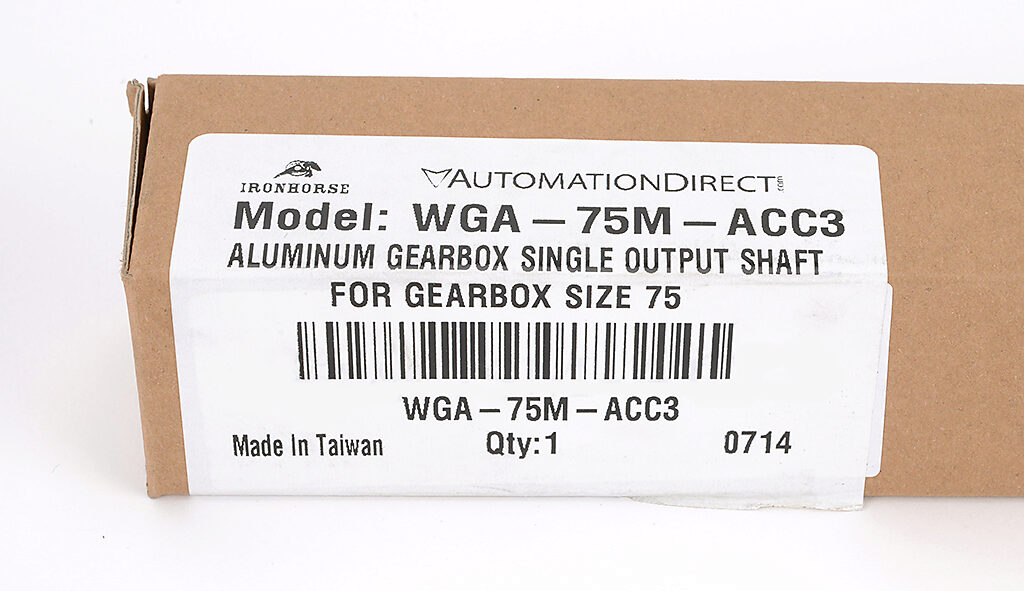 IRONHORSE
AUTOMATIONDIRECT.com
Model: WGA – 75M – ACC3
ALUMINUM GEARBOX SINGLE OUTPUT SHAFT
FOR GEARBOX SIZE 75
WGA – 75M – ACC3
Made In Taiwan Qty:1 0714